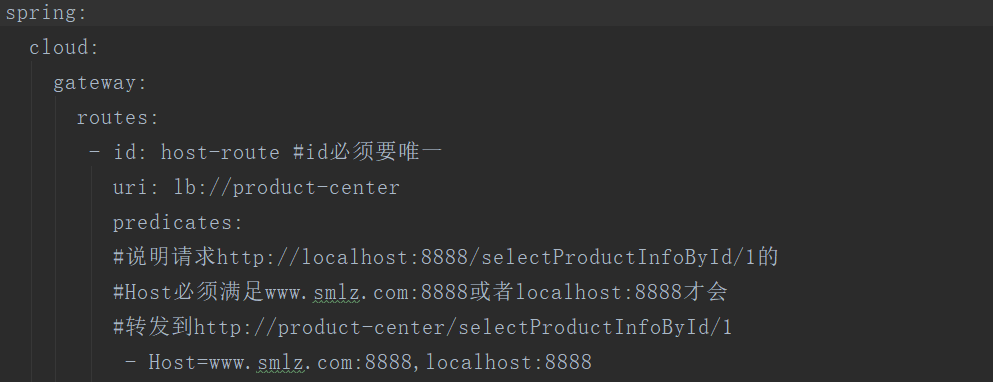 spring:
  cloud:
    gateway:
      routes:
       - id: host-route #id必须要唯一
         uri: lb://product-center
         predicates:
         #说明请求http://localhost:8888/selectProductInfoById/1的
         #Host必须满足www.smlz.com:8888或者localhost:8888才会
         #转发到http://product-center/selectProductInfoById/1
          - Host=www.smlz.com:8888,localhost:8888